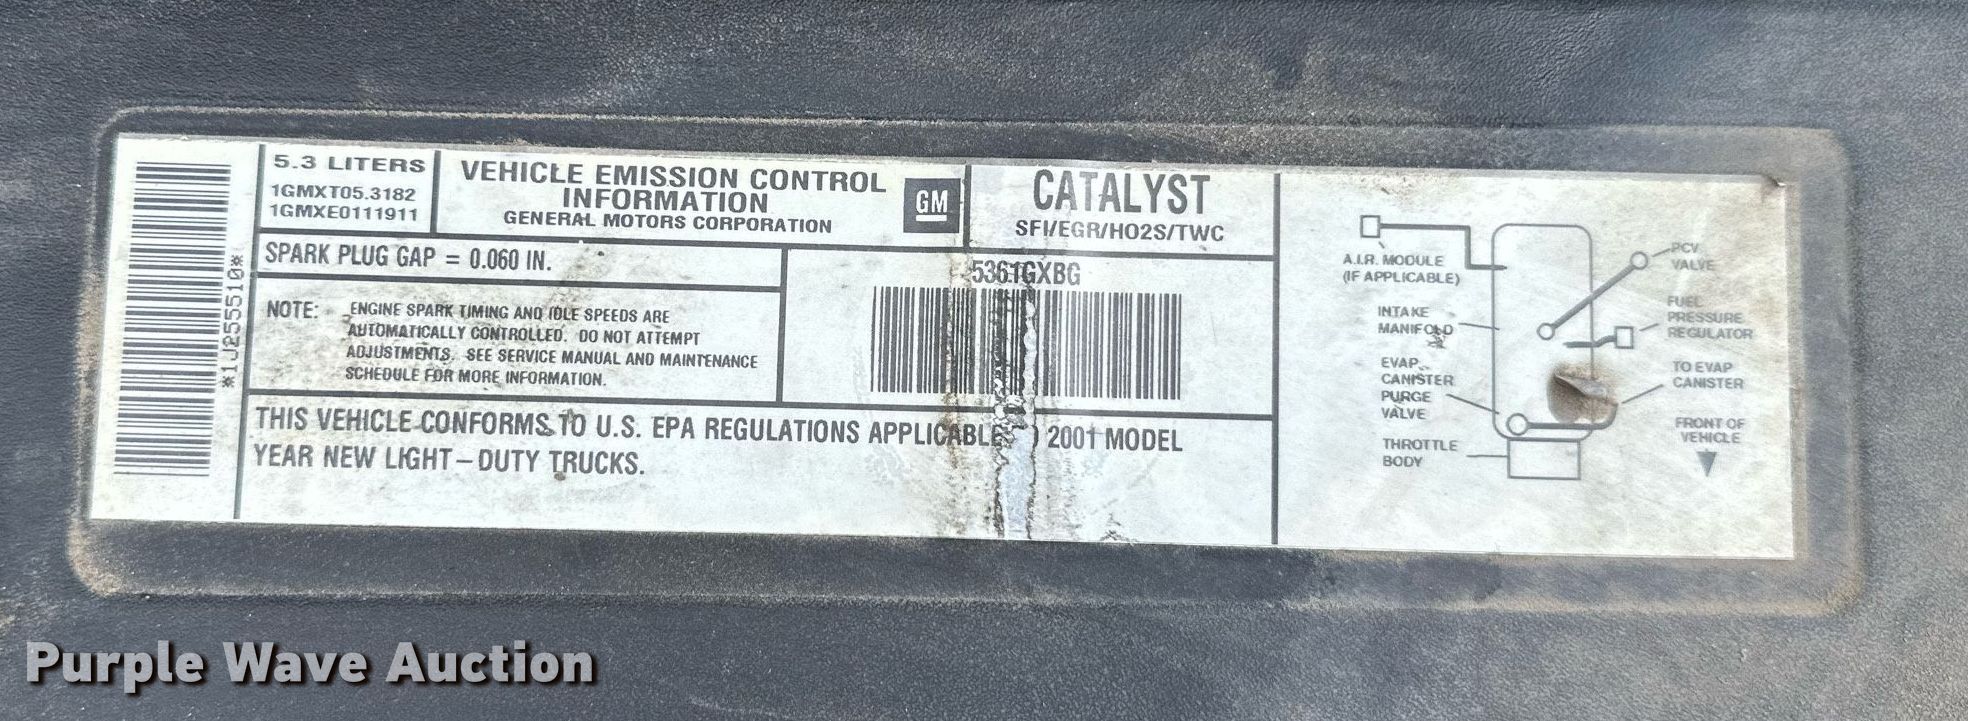 *1J255510*
5.3 LITERS
1GMXT05.3182
1GMXE0111911
VEHICLE EMISSION CONTROL
INFORMATION
GENERAL MOTORS CORPORATION
GM
CATALYST
SFI/EGR/HO2S/TWC
SPARK PLUG GAP = 0.060 IN.
NOTE: ENGINE SPARK TIMING AND IDLE SPEEDS ARE
AUTOMATICALLY CONTROLLED. DO NOT ATTEMPT
ADJUSTMENTS. SEE SERVICE MANUAL AND MAINTENANCE
SCHEDULE FOR MORE INFORMATION.
5361GXBG
THIS VEHICLE CONFORMS TO U.S. EPA REGULATIONS APPLICABLE 2001 MODEL
YEAR NEW LIGHT-DUTY TRUCKS.
A.I.R. MODULE
(IF APPLICABLE)
INTAKE
MANIFOLD
EVAP
CANISTER
PURGE
VALVE
THROTTLE
BODY
PCV
VALVE
FUEL
PRESSURE
REGULATOR
TO EVAP
CANISTER
FRONT OF
VEHICLE
Purple Wave Auction